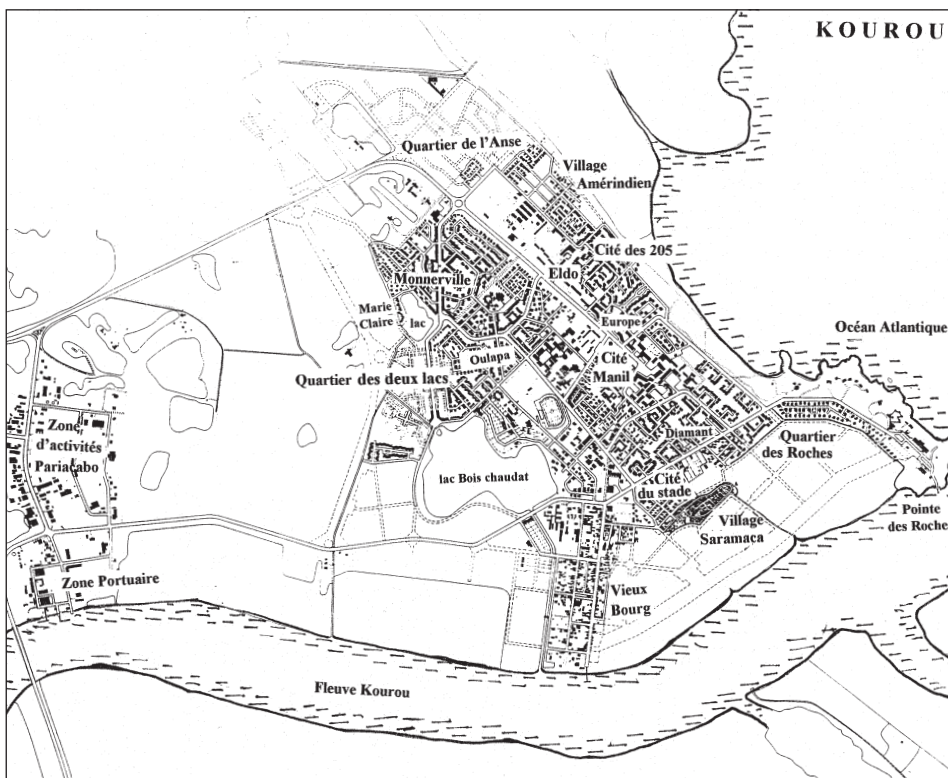 KOUROU
Quartier de l'Anse
Village
Amérindien
Cité des 205
Monnerville
Eldo
Marie
Claire
lac
Europe
Océan Atlantique
Oulapa
Cité
Manil
Quartier des deux lacs
Zone
d'activités
Pariacabo
Diamant
Quartier
des Roches
lac Bois chaudat
Cité
du stade
Village
Saramaca
Pointe
des Roche
Zone Portuaire
Vieux
Bourg
Fleuve Kourou